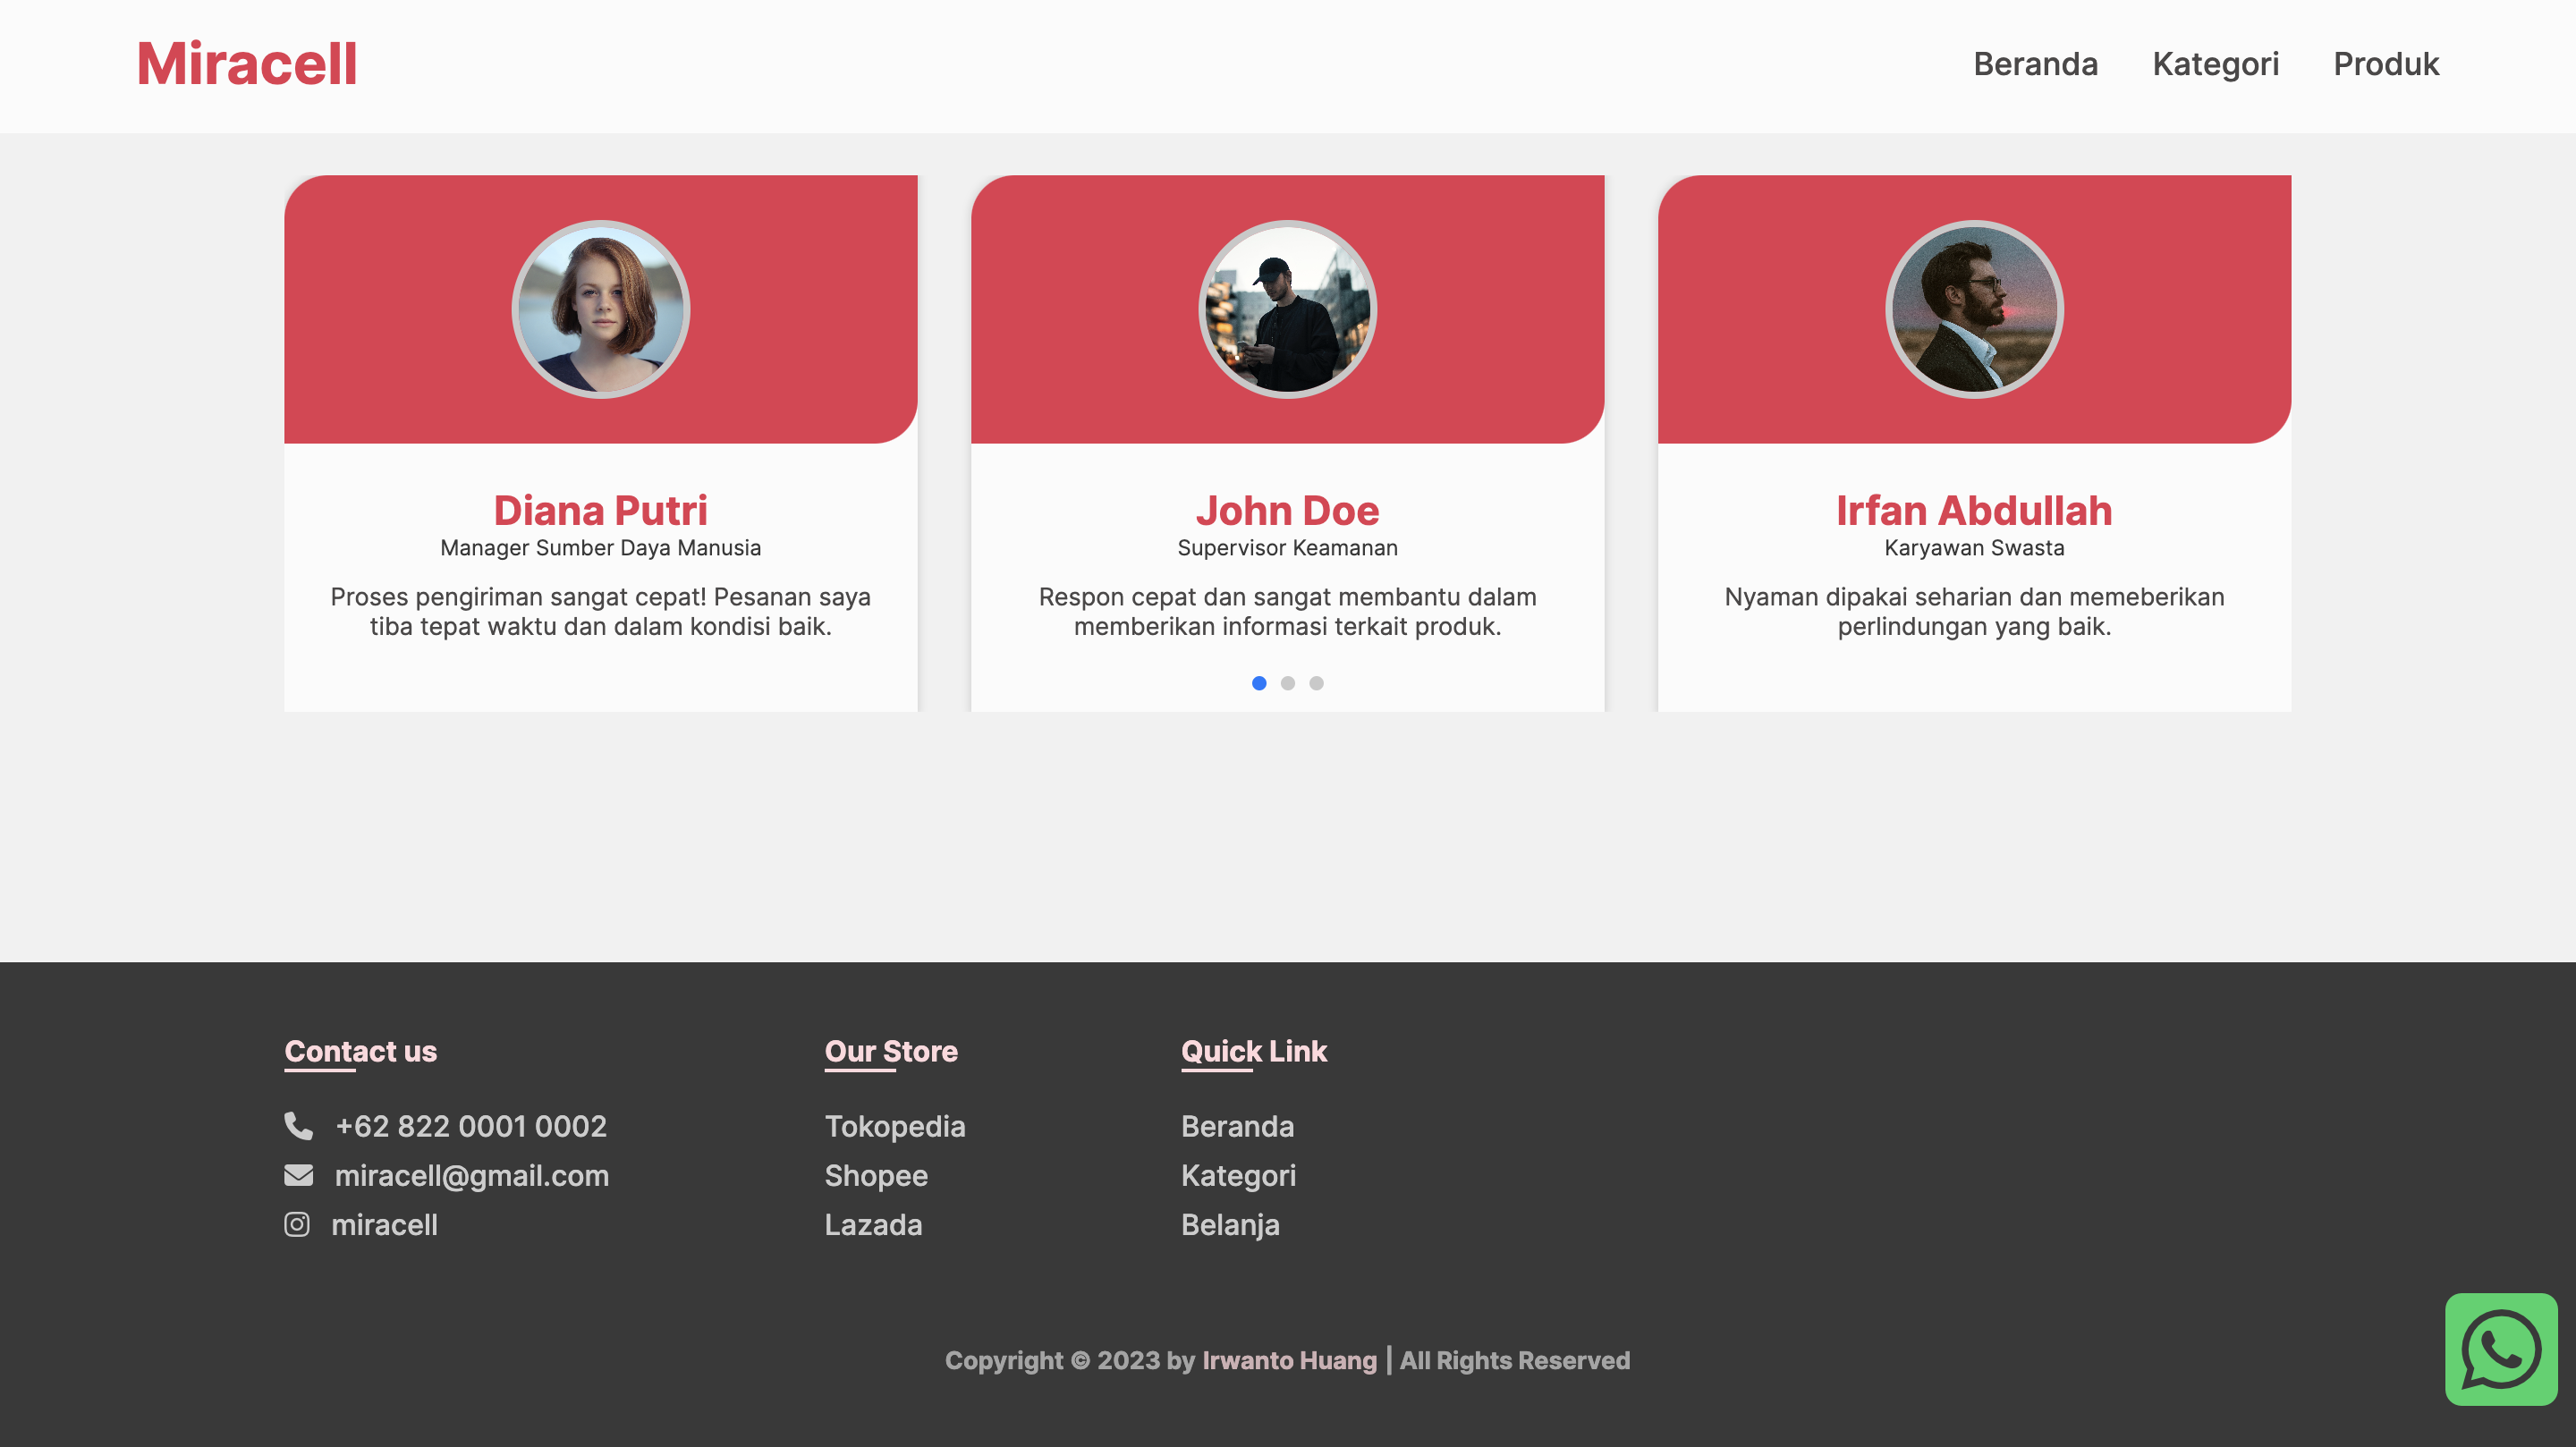 Miracell
Beranda Kategori Produk
Diana Putri
Manager Sumber Daya Manusia
Proses pengiriman sangat cepat! Pesanan saya
tiba tepat waktu dan dalam kondisi baik.
John Doe
Supervisor Keamanan
Respon cepat dan sangat membantu dalam
memberikan informasi terkait produk.
Irfan Abdullah
Karyawan Swasta
Nyaman dipakai seharian dan memeberikan
perlindungan yang baik.
Contact us
+62 822 0001 0002
miracell@gmail.com
miracell
Our Store
Tokopedia
Shopee
Lazada
Quick Link
Beranda
Kategori
Belanja
Copyright © 2023 by Irwanto Huang | All Rights Reserved